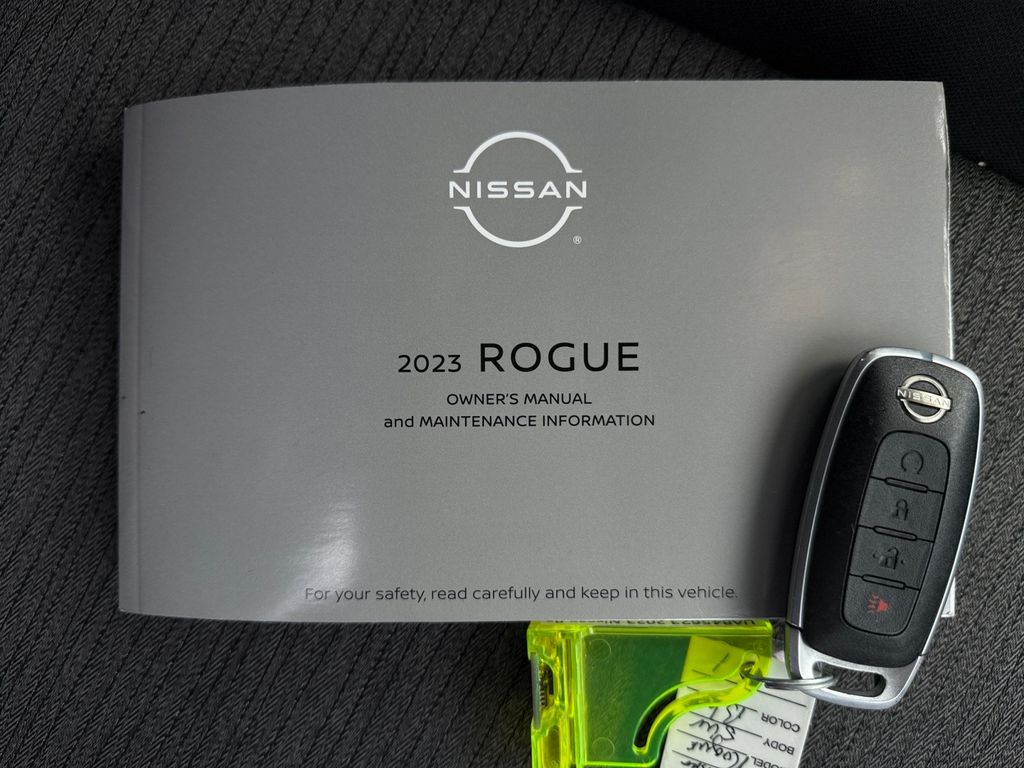 NISSAN
®
2023 ROGUE
OWNER'S MANUAL
and MAINTENANCE INFORMATION
For your safety, read carefully and keep in this vehicle.
NISSAN
COLOR
BODY
Rogue